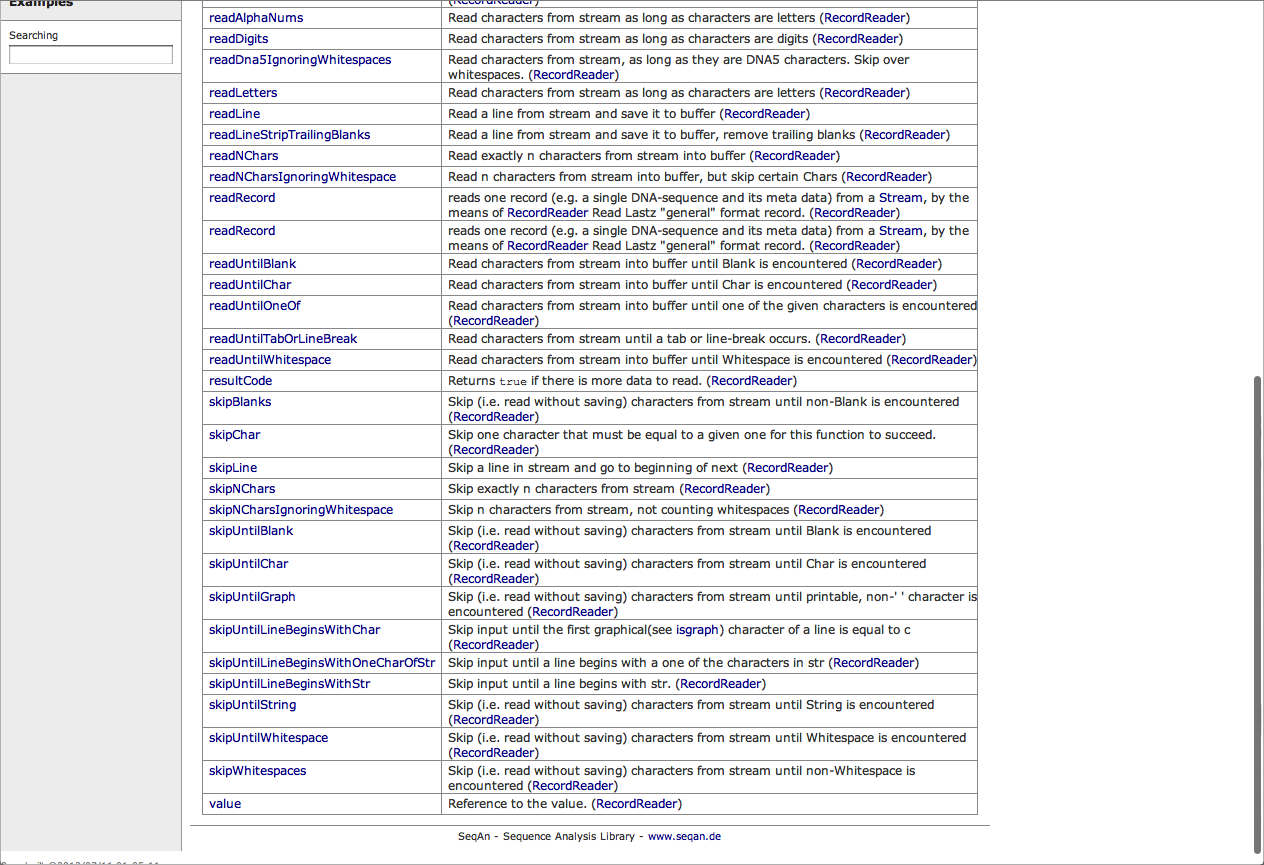 Examples
Searching
(RecordReader)
readAlphaNums Read characters from stream as long as characters are letters (RecordReader)
readDigits Read characters from stream as long as characters are digits (RecordReader)
readDna5IgnoringWhitespaces Read characters from stream, as long as they are DNA5 characters. Skip over
whitespaces. (RecordReader)
readLetters Read characters from stream as long as characters are letters (RecordReader)
readLine Read a line from stream and save it to buffer (RecordReader)
readLineStripTrailingBlanks Read a line from stream and save it to buffer, remove trailing blanks (RecordReader)
readNChars Read exactly n characters from stream into buffer (RecordReader)
readNCharsIgnoringWhitespace Read n characters from stream into buffer, but skip certain Chars (RecordReader)
readRecord reads one record (e.g. a single DNA-sequence and its meta data) from a Stream, by the
means of RecordReader Read Lastz "general" format record. (RecordReader)
readRecord reads one record (e.g. a single DNA-sequence and its meta data) from a Stream, by the
means of RecordReader Read Lastz "general" format record. (RecordReader)
readUntilBlank Read characters from stream into buffer until Blank is encountered (RecordReader)
readUntilChar Read characters from stream into buffer until Char is encountered (RecordReader)
readUntilOneOf Read characters from stream into buffer until one of the given characters is encountered
(RecordReader)
readUntilTabOrLineBreak Read characters from stream until a tab or line-break occurs. (RecordReader)
readUntilWhitespace Read characters from stream into buffer until Whitespace is encountered (RecordReader)
resultCode Returns true if there is more data to read. (RecordReader)
skipBlanks Skip (i.e. read without saving) characters from stream until non-Blank is encountered
(RecordReader)
skipChar Skip one character that must be equal to a given one for this function to succeed.
(RecordReader)
skipLine Skip a line in stream and go to beginning of next (RecordReader)
skipNChars Skip exactly n characters from stream (RecordReader)
skipNCharsIgnoringWhitespace Skip n characters from stream, not counting whitespaces (RecordReader)
skipUntilBlank Skip (i.e. read without saving) characters from stream until Blank is encountered
(RecordReader)
skipUntilChar Skip (i.e. read without saving) characters from stream until Char is encountered
(RecordReader)
skipUntilGraph Skip (i.e. read without saving) characters from stream until printable, non-' ' character is
encountered (RecordReader)
skipUntilLineBeginsWithChar Skip input until the first graphical(see isgraph) character of a line is equal to c
(RecordReader)
skipUntilLineBeginsWithOneCharOfStr Skip input until a line begins with a one of the characters in str (RecordReader)
skipUntilLineBeginsWithStr Skip input until a line begins with str. (RecordReader)
skipUntilString Skip (i.e. read without saving) characters from stream until String is encountered
(RecordReader)
skipUntilWhitespace Skip (i.e. read without saving) characters from stream until Whitespace is encountered
(RecordReader)
skipWhitespaces Skip (i.e. read without saving) characters from stream until non-Whitespace is
encountered (RecordReader)
value Reference to the value. (RecordReader)
SeqAn - Sequence Analysis Library - www.seqan.de